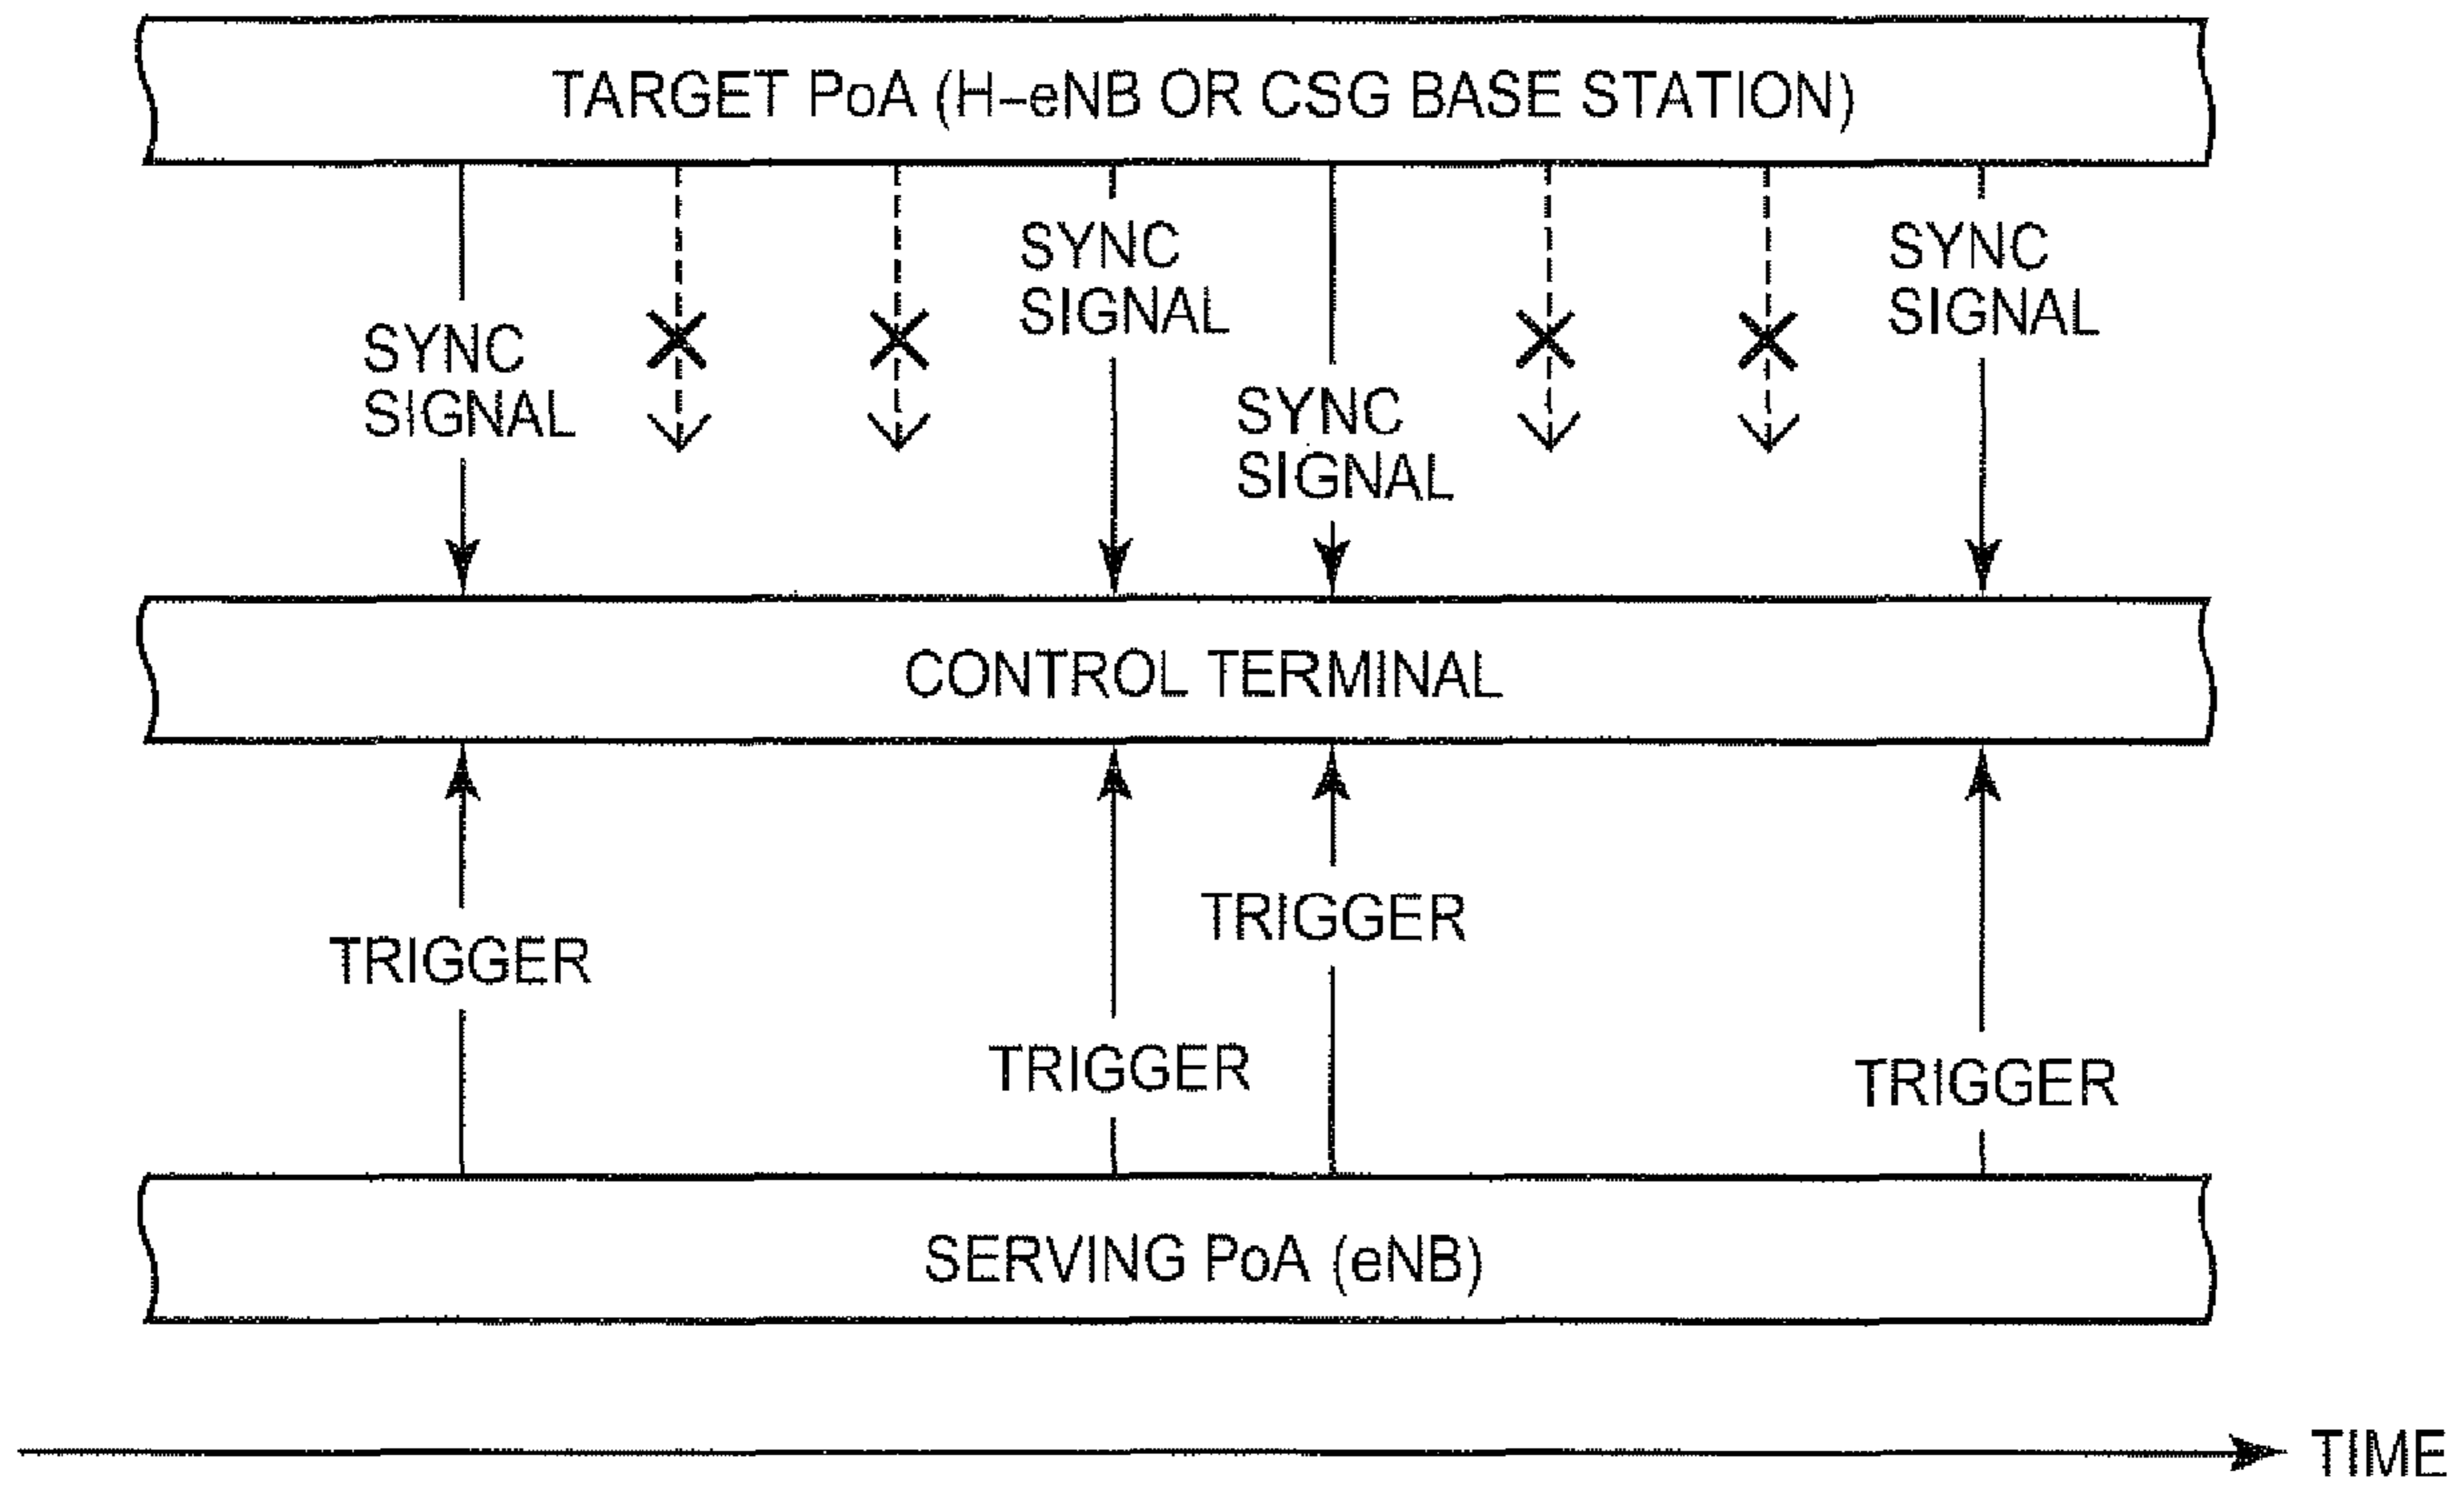 TARGET PoA (H-eNB OR CSG BASE STATION)
SYNC
SIGNAL
SYNC
SIGNAL
SYNC
SIGNAL
SYNC
SIGNAL
CONTROL TERMINAL
TRIGGER
TRIGGER
TRIGGER
TRIGGER
SERVING PoA (eNB)
TIME